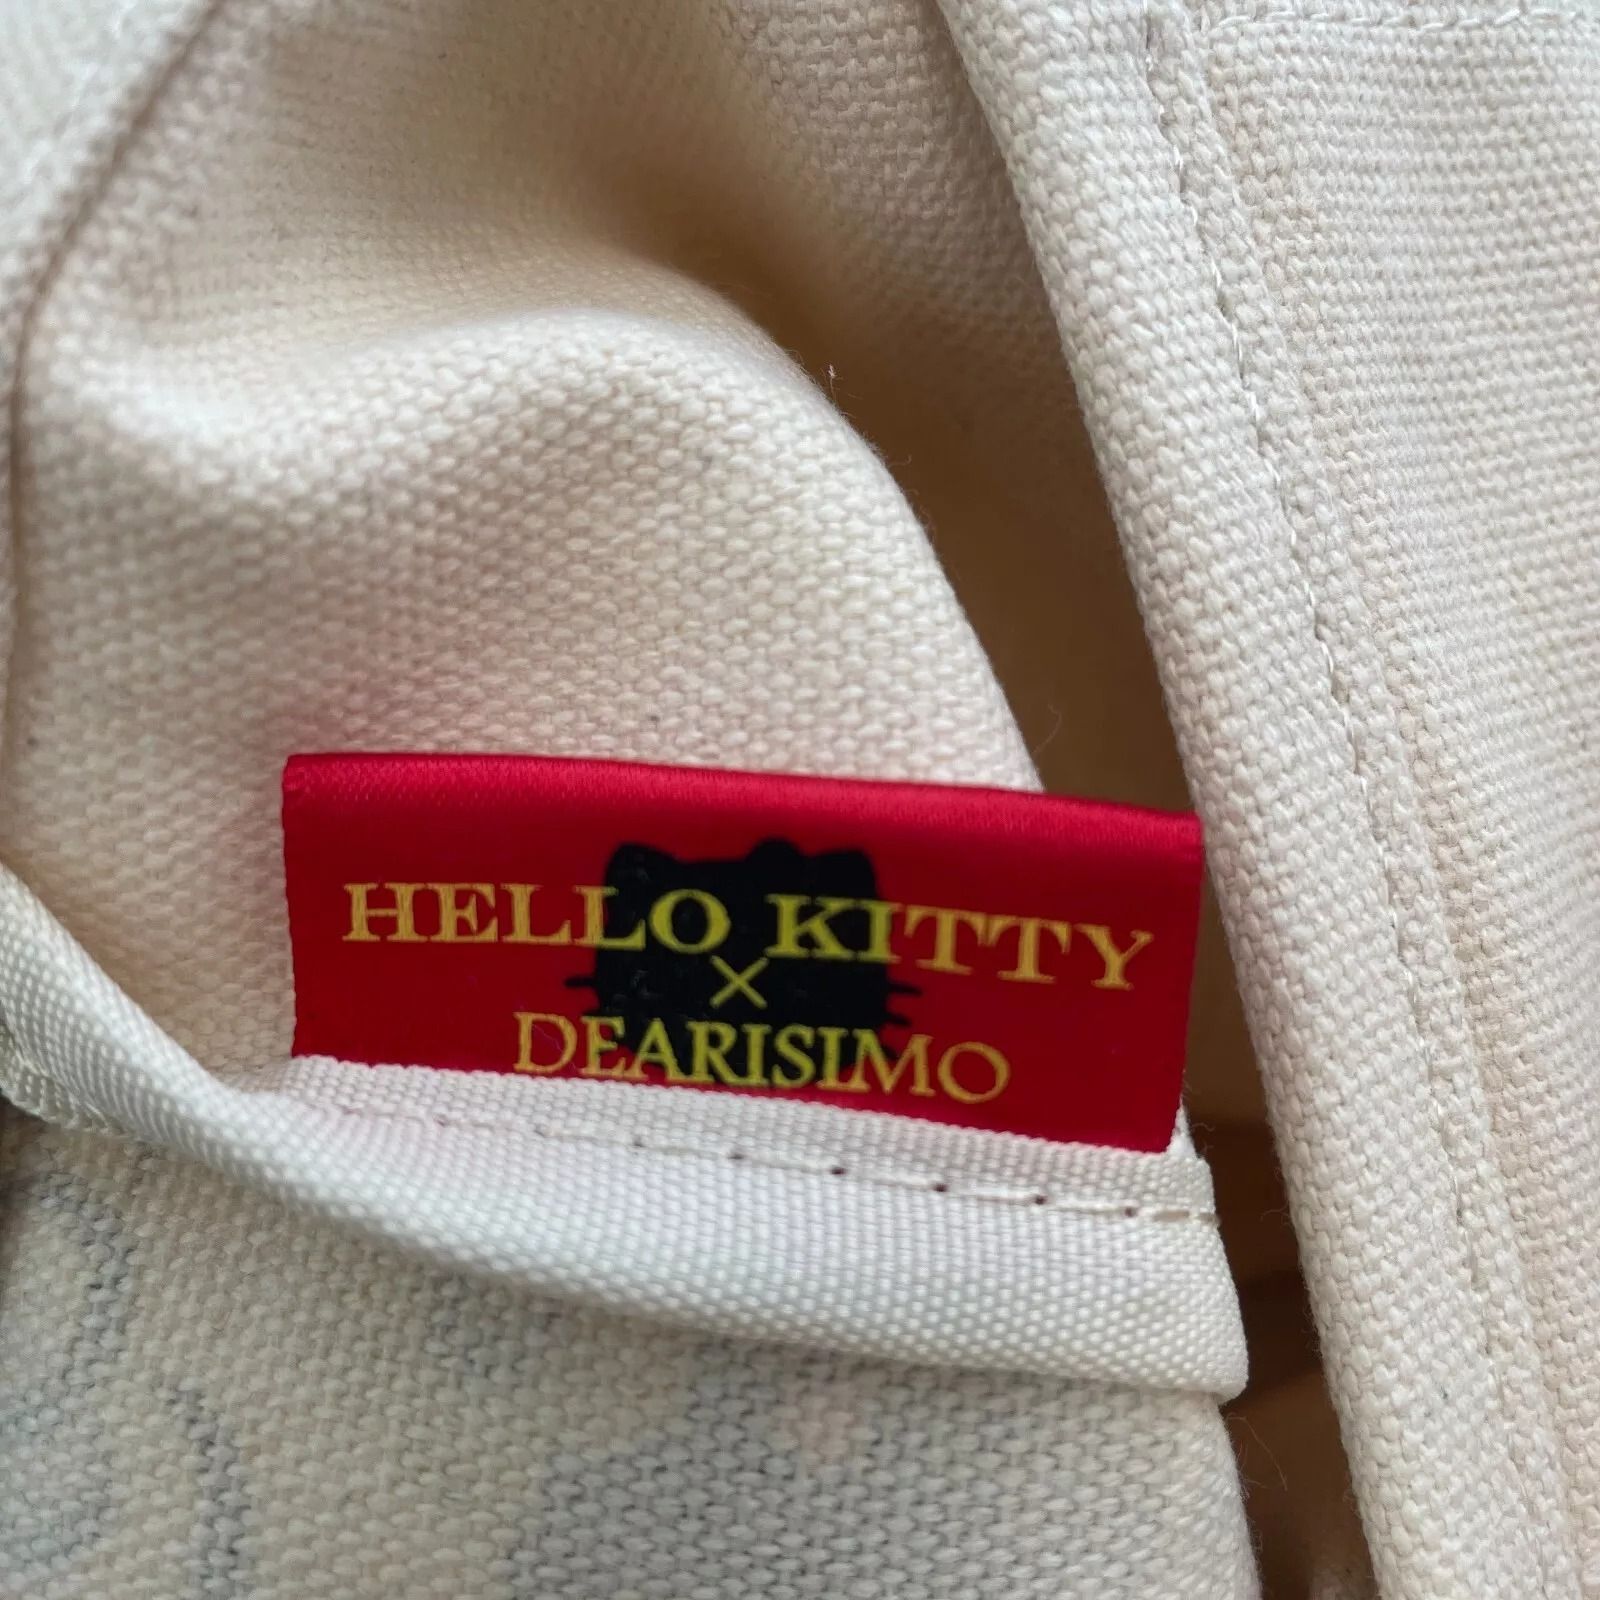 HELLO KITTY
×
DEARISIMO